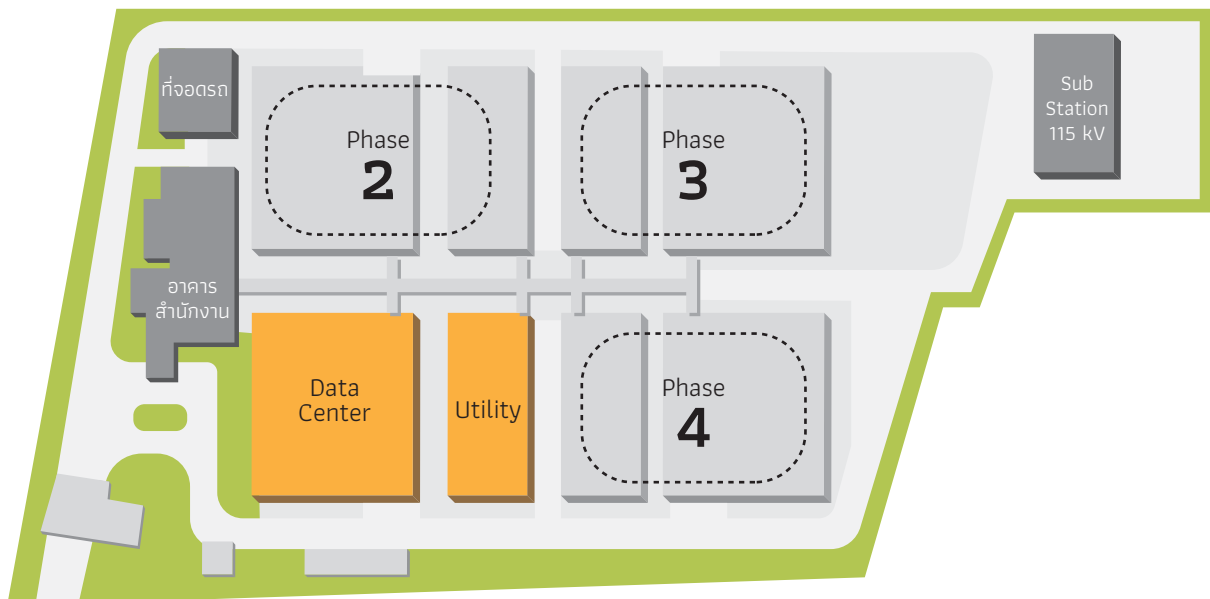 ที่จอดรถ
Phase
2
Phase
3
Sub
Station
115 kV
อาคาร
สำนักงาน
Data
Center
Utility
Phase
4